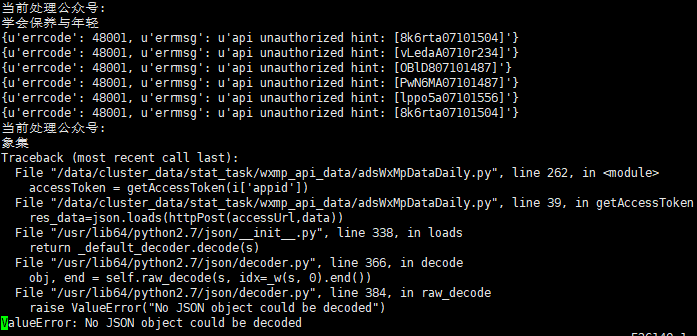 当前处理公众号:
学会保养与年轻
{u'errcode': 48001, u'errmsg': u'api unauthorized hint: [8k6rta07101504]'}
{u'errcode': 48001, u'errmsg': u'api unauthorized hint: [vLedaA0710r234]'}
{u'errcode': 48001, u'errmsg': u'api unauthorized hint: [OBlD807101487]'}
{u'errcode': 48001, u'errmsg': u'api unauthorized hint: [PwN6MA07101487]'}
{u'errcode': 48001, u'errmsg': u'api unauthorized hint: [lppo5a07101556]'}
{u'errcode': 48001, u'errmsg': u'api unauthorized hint: [8k6rta07101504]'}
当前处理公众号:
象集
Traceback (most recent call last):
  File "/data/cluster_data/stat_task/wxmp_api_data/adsWxMpDataDaily.py", line 262, in <module>
    accessToken = getAccessToken(i['appid'])
  File "/data/cluster_data/stat_task/wxmp_api_data/adsWxMpDataDaily.py", line 39, in getAccessToken
    res_data=json.loads(httpPost(accessUrl,data))
  File "/usr/lib64/python2.7/json/__init__.py", line 338, in loads
    return _default_decoder.decode(s)
  File "/usr/lib64/python2.7/json/decoder.py", line 366, in decode
    obj, end = self.raw_decode(s, idx=_w(s, 0).end())
  File "/usr/lib64/python2.7/json/decoder.py", line 384, in raw_decode
    raise ValueError("No JSON object could be decoded")
ValueError: No JSON object could be decoded